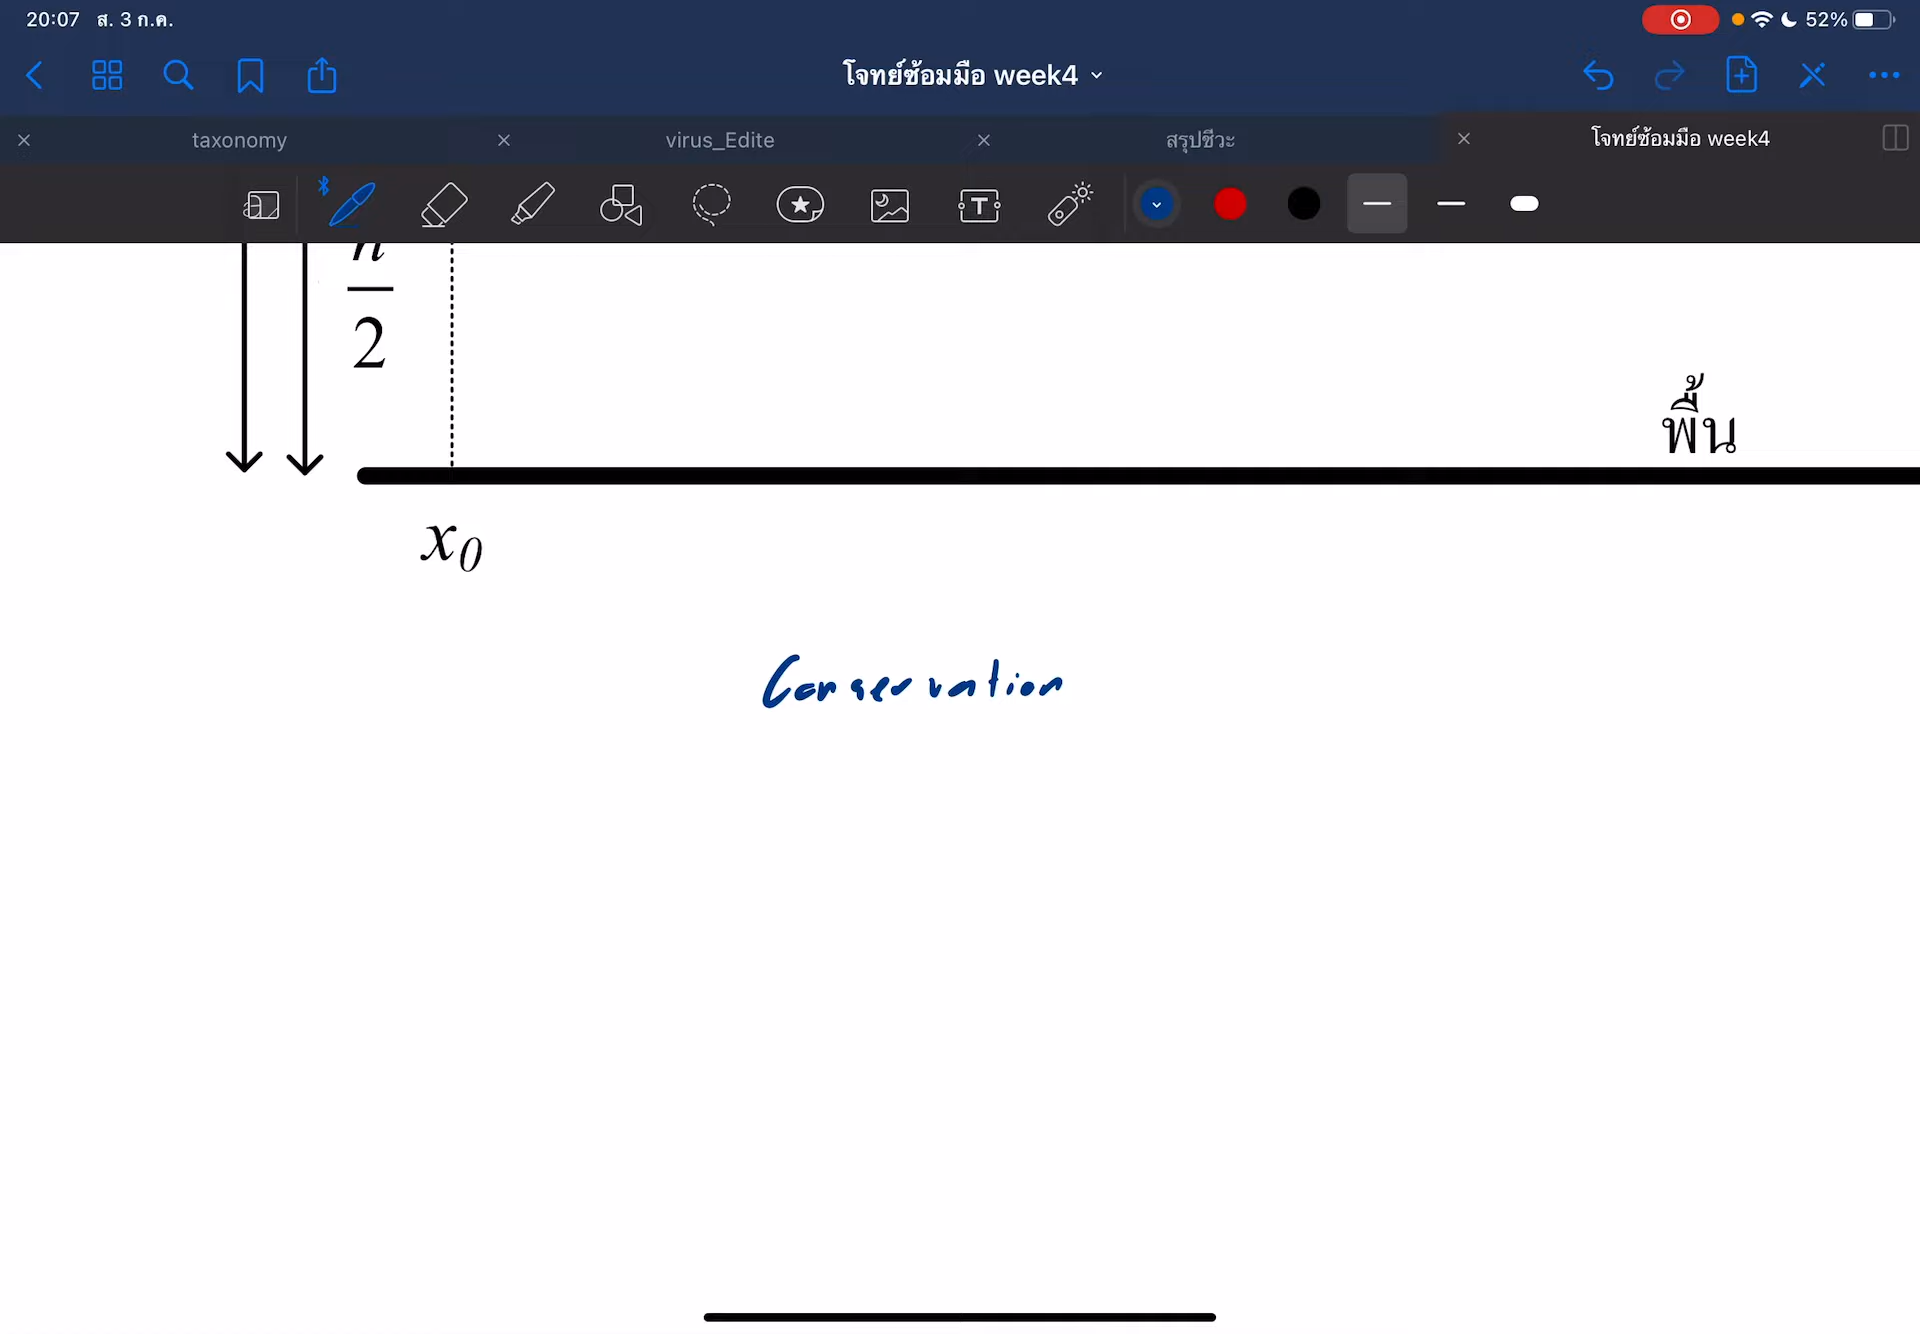 20:07 ส. 3 ก.ค. 52%
โจทย์ซ้อมมือ week4
taxonomy virus_Edite สรุปชีวะ โจทย์ซ้อมมือ week4
h
2
พื้น
x₀
Conservation